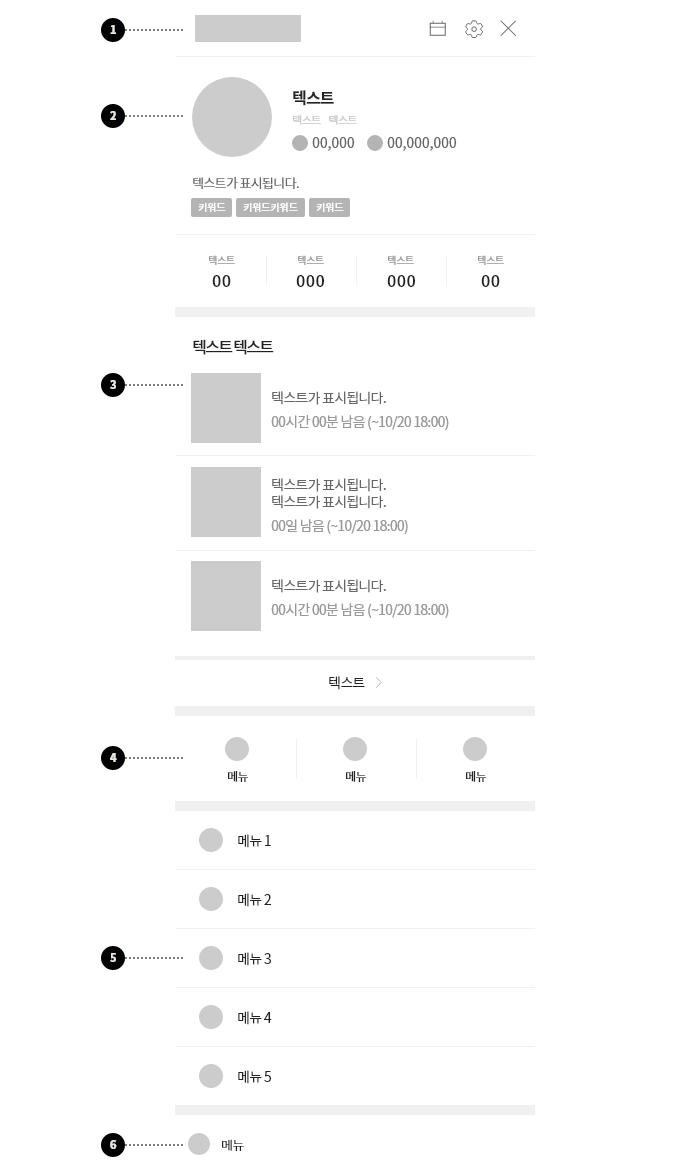 1
2
텍스트
텍스트 텍스트
00,000 00,000,000
텍스트가 표시됩니다.
키워드 키워드키워드 키워드
텍스트 텍스트 텍스트 텍스트
00 000 000 00
텍스트 텍스트
3
텍스트가 표시됩니다.
00시간 00분 남음 (~10/20 18:00)
텍스트가 표시됩니다.
텍스트가 표시됩니다.
00일 남음 (~10/20 18:00)
텍스트가 표시됩니다.
00시간 00분 남음 (~10/20 18:00)
텍스트
4
메뉴 메뉴 메뉴
메뉴 1
메뉴 2
5 메뉴 3
메뉴 4
메뉴 5
6 메뉴